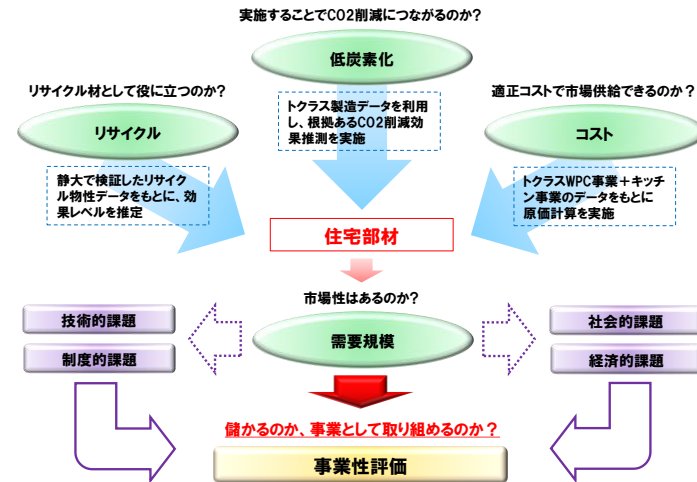 実施することでCO2削減につながるのか？
低炭素化
リサイクル材として役に立つのか？
適正コストで市場供給できるのか？
リサイクル
トクラス製造データを利用
し、根拠あるCO2削減効
果推測を実施
コスト
静大で検証したリサイク
ル物性データをもとに、効
果レベルを推定
トクラスWPC事業＋キッチ
ン事業のデータをもとに
原価計算を実施
住宅部材
市場性はあるのか？
技術的課題
制度的課題
需要規模
社会的課題
経済的課題
儲かるのか、事業として取り組めるのか？
事業性評価